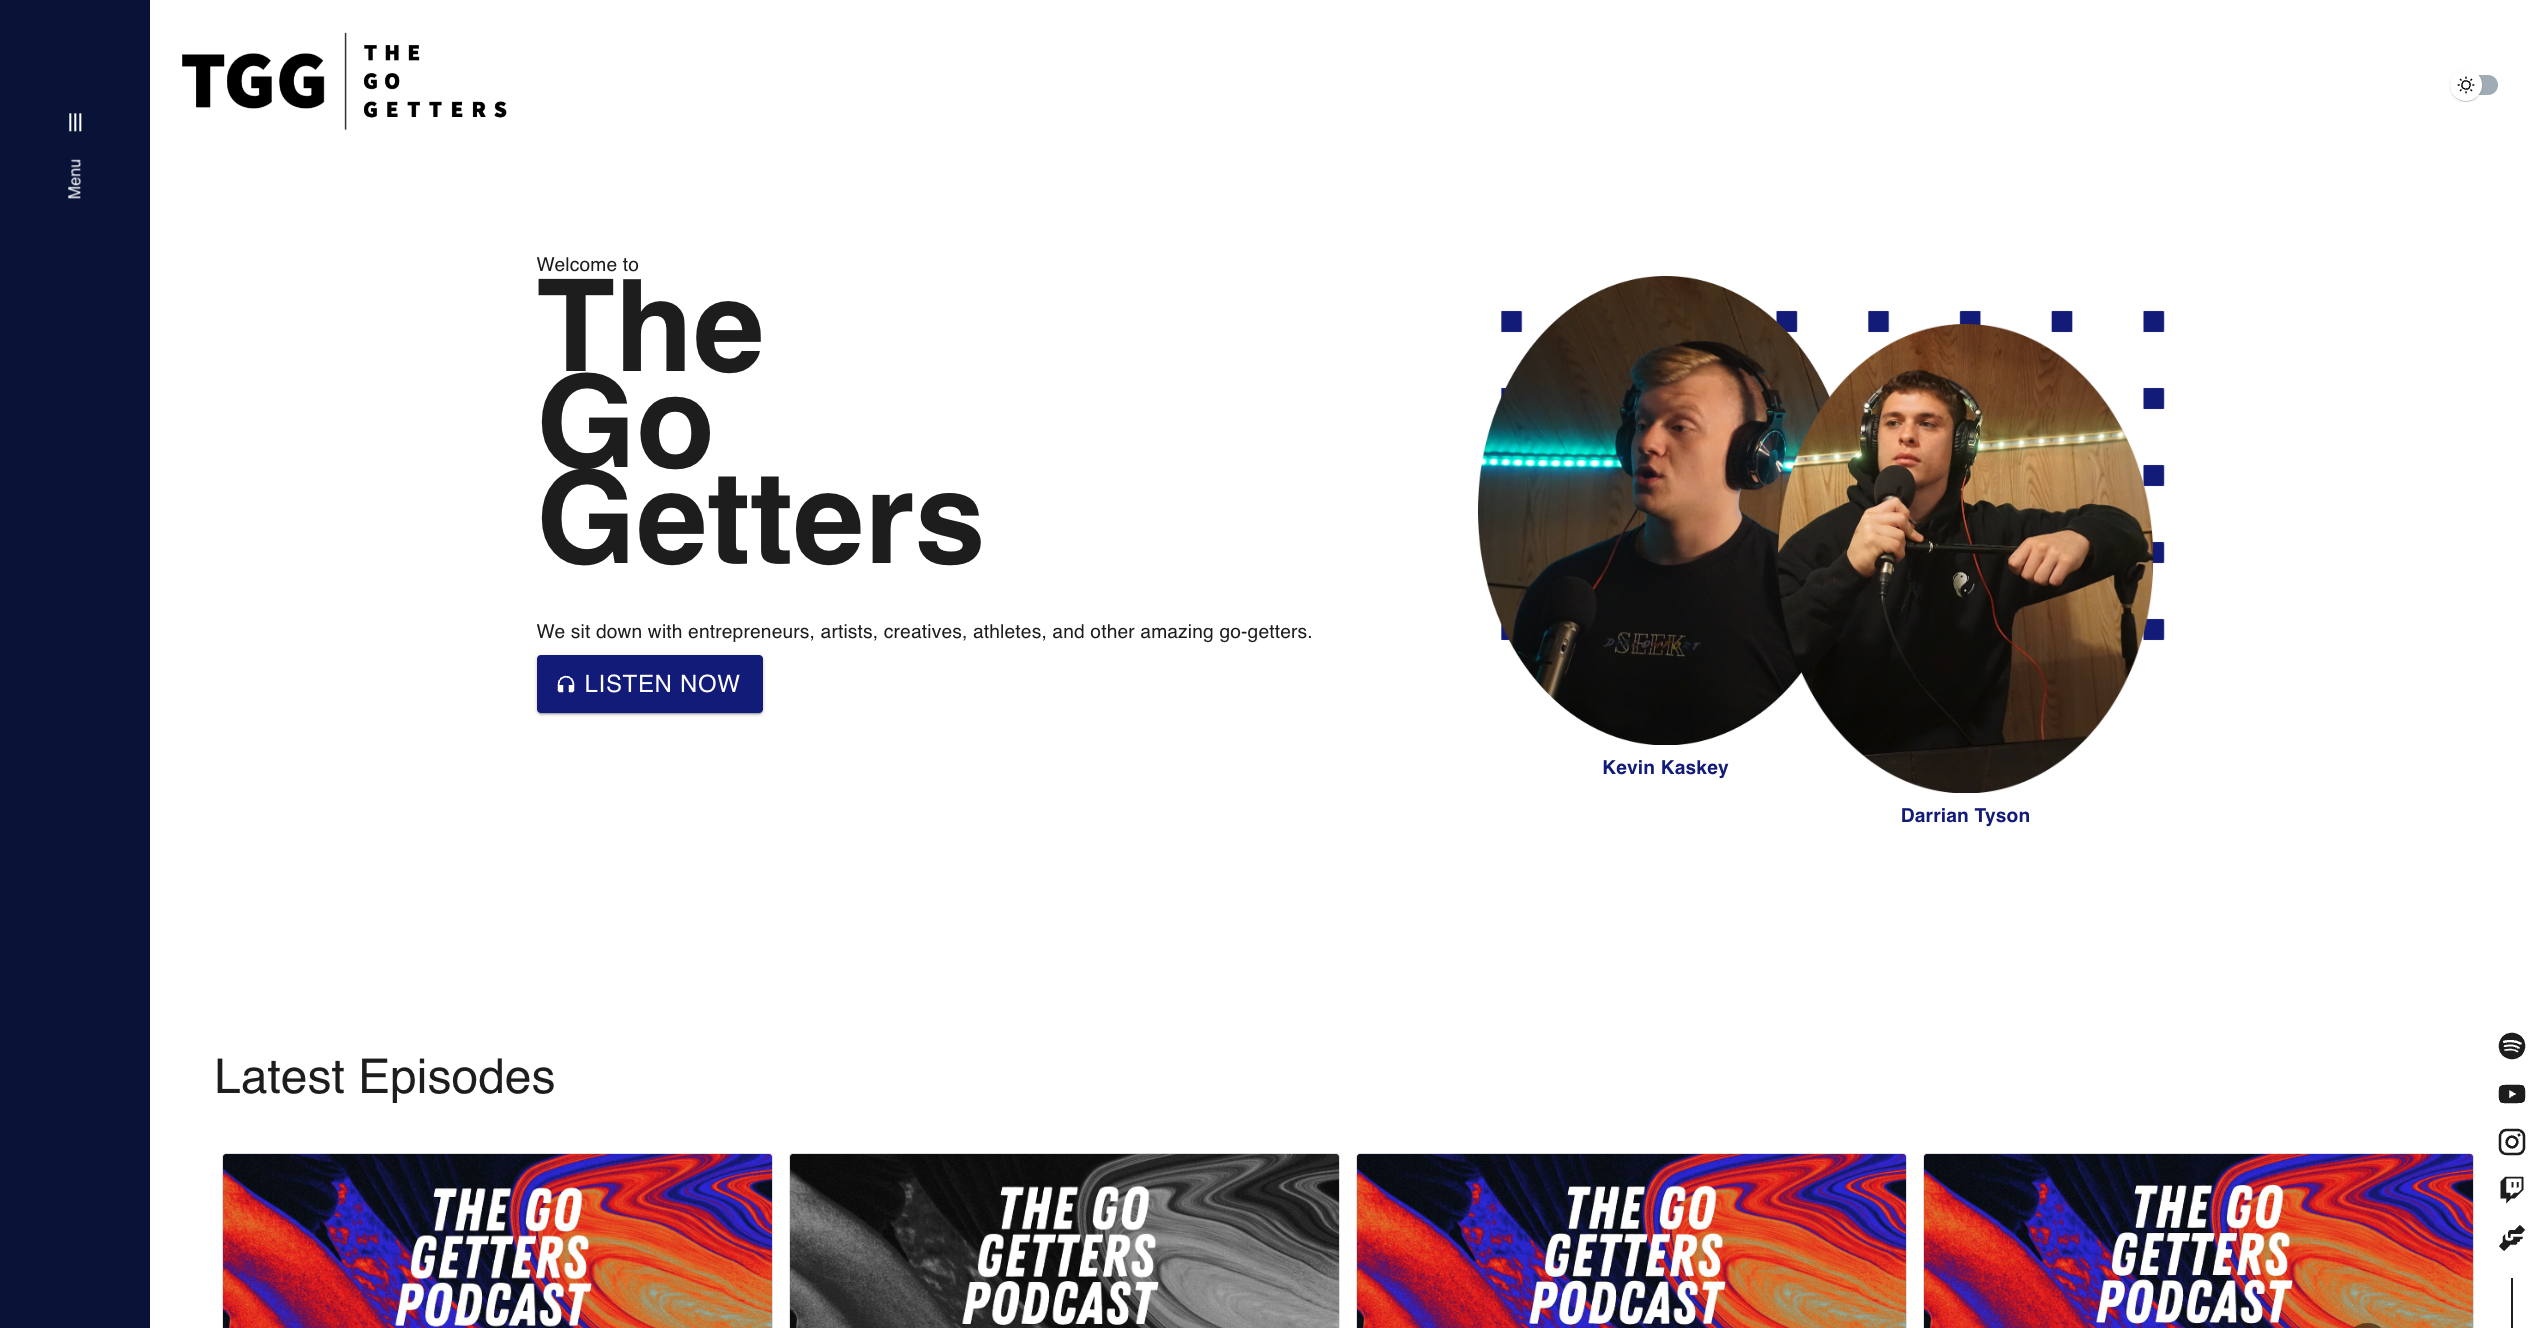 TGG
THE
GO
GETTERS
Menu
Welcome to
The
Go
Getters
We sit down with entrepreneurs, artists, creatives, athletes, and other amazing go-getters.
LISTEN NOW
SEEK
Kevin Kaskey
Darrian Tyson
Latest Episodes
THE GO
GETTERS
PODCAST
THE GO
GETTERS
PODCAST
THE GO
GETTERS
PODCAST
THE GO
GETTERS
PODCAST